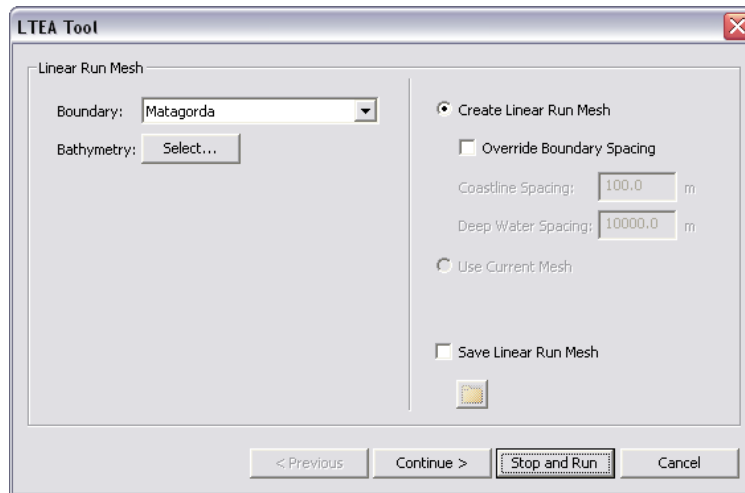 LTEA Tool
Linear Run Mesh
Boundary: Matagorda
Bathymetry: Select...
Create Linear Run Mesh
Override Boundary Spacing
Coastline Spacing: 100.0 m
Deep Water Spacing: 10000.0 m
Use Current Mesh
Save Linear Run Mesh
< Previous Continue > Stop and Run Cancel